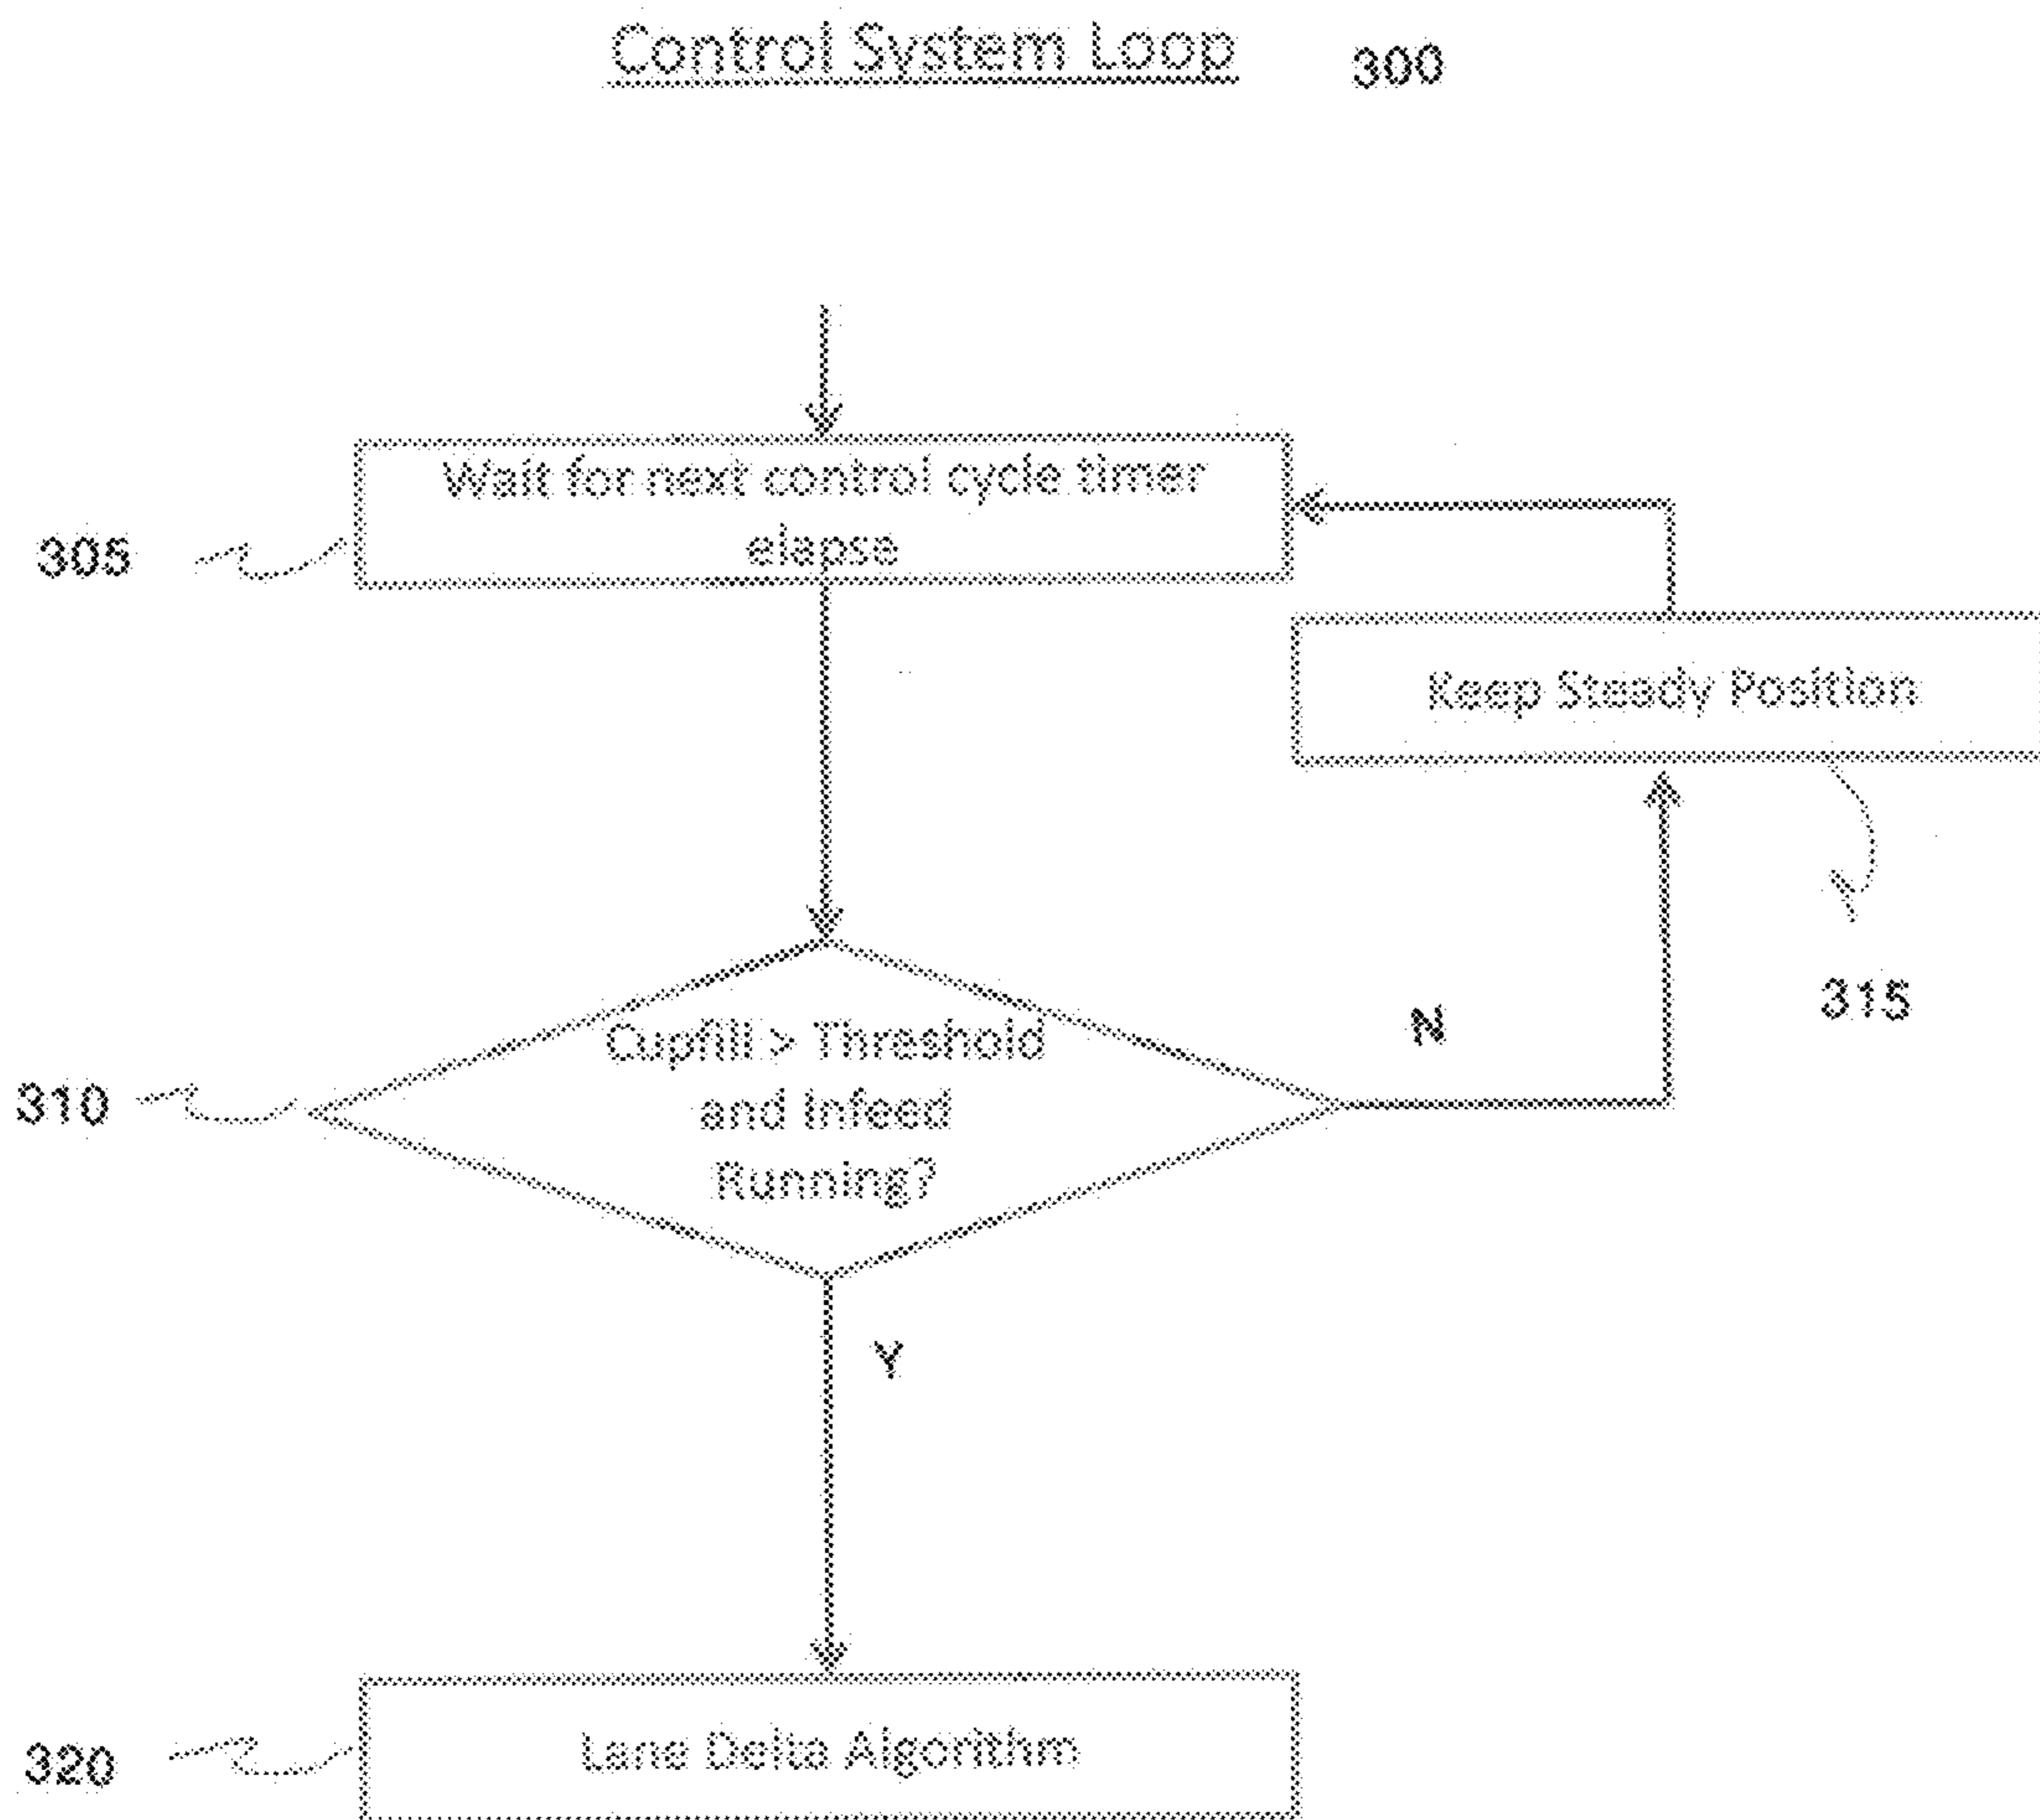 Control System Loop 300
Wait for next control cycle timer
elapse
305
Keep Steady Position
315
Cupfill > Threshold
and Infeed
Running?
310
N
Y
Lane Delta Algorithm
320